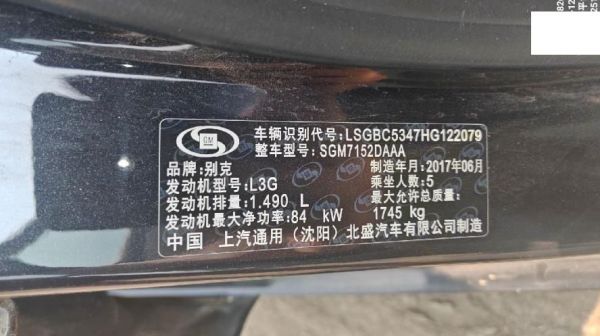 GM
车辆识别代号:LSGBC5347HG122079
整车型号:SGM7152DAAA
品牌:别克
制造年月:2017年06月
发动机型号:L3G
乘坐人数:5
发动机排量:1.490 L
最大允许总质量:
发动机最大净功率:84 kW
1745 kg
中国 上汽通用(沈阳)北盛汽车有限公司制造